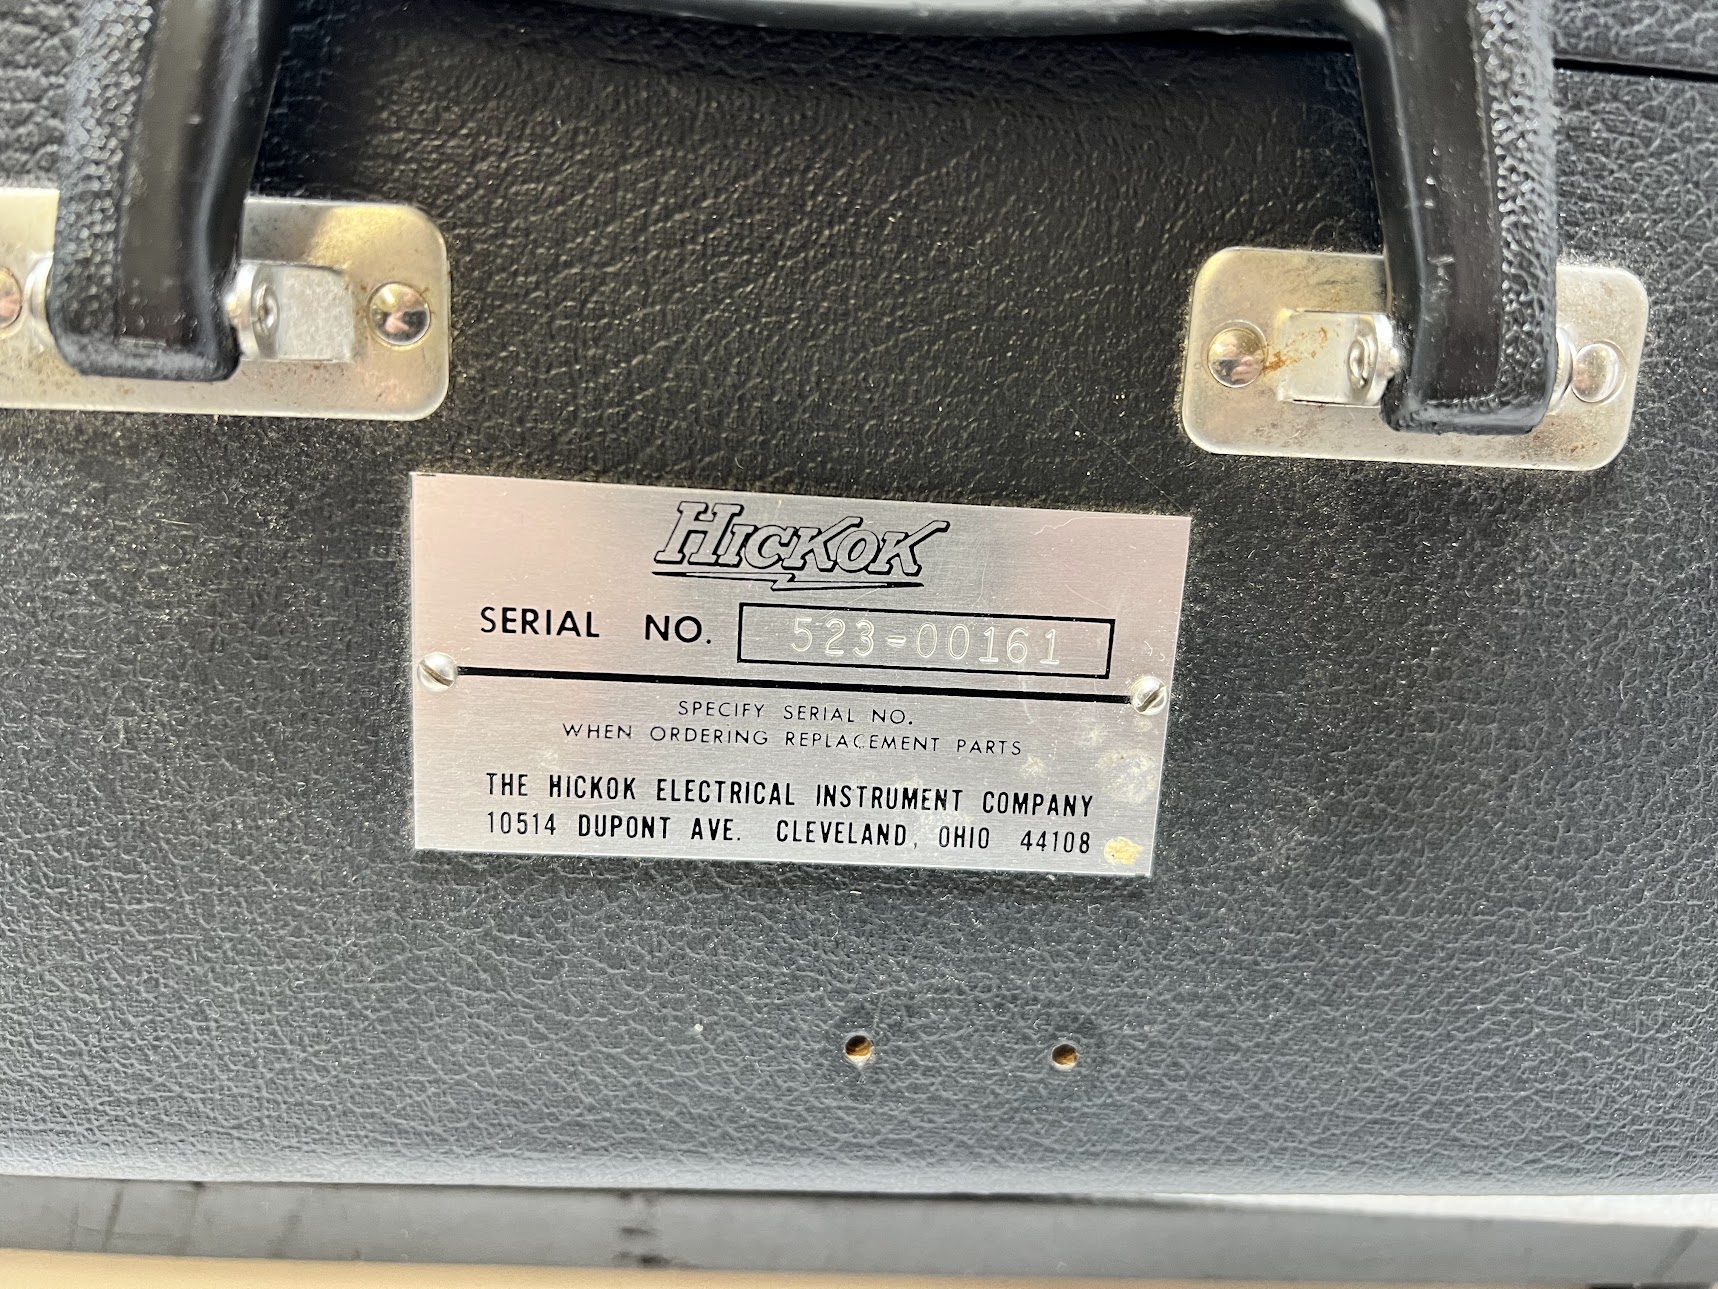 HICKOK
SERIAL NO. 523-00161
SPECIFY SERIAL NO.
WHEN ORDERING REPLACEMENT PARTS
THE HICKOK ELECTRICAL INSTRUMENT COMPANY
10514 DUPONT AVE. CLEVELAND, OHIO 44108